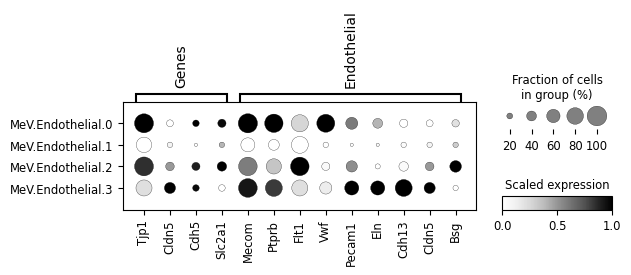 Genes
Endothelial
MeV.Endothelial.0
MeV.Endothelial.1
MeV.Endothelial.2
MeV.Endothelial.3
Tjp1
Cldn5
Cdh5
Slc2a1
Mecom
Ptprb
Flt1
Vwf
Pecam1
Eln
Cdh13
Cldn5
Bsg
Fraction of cells
in group (%)
20 40 60 80 100
Scaled expression
0.0 0.5 1.0